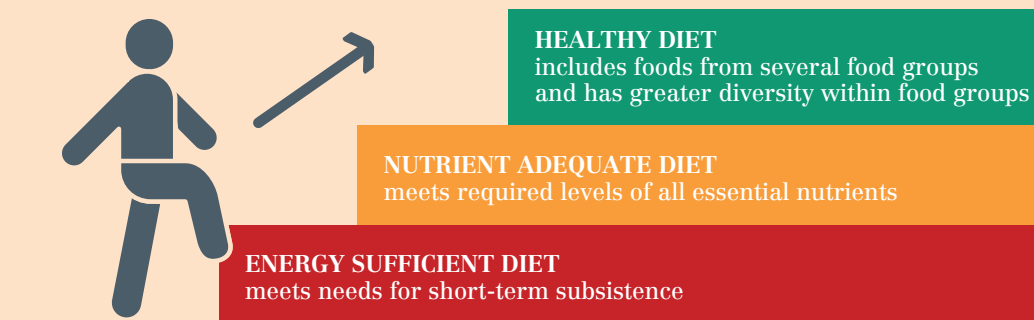 HEALTHY DIET
includes foods from several food groups
and has greater diversity within food groups
NUTRIENT ADEQUATE DIET
meets required levels of all essential nutrients
ENERGY SUFFICIENT DIET
meets needs for short-term subsistence